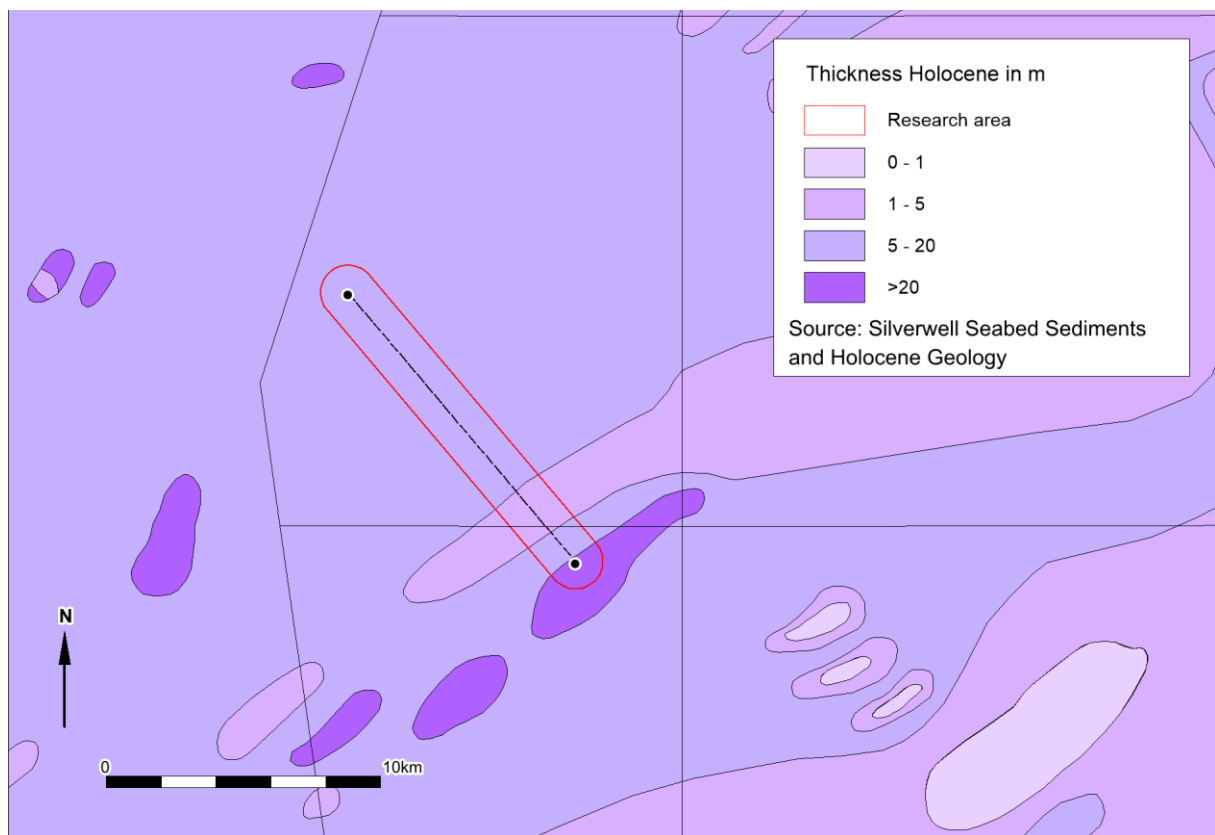 Thickness Holocene in m
Research area
0 - 1
1 - 5
5 - 20
>20
Source: Silverwell Seabed Sediments
and Holocene Geology
N
0 10km